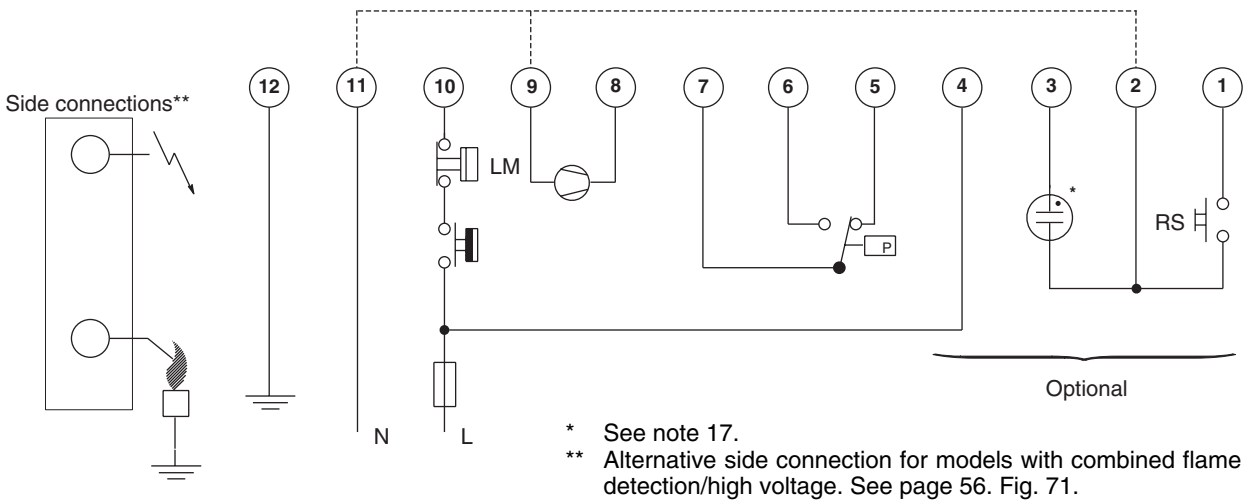 12 11 10 9 8 7 6 5 4 3 2 1
Side connections**
LM
*
RS
P
Optional
N L
* See note 17.
** Alternative side connection for models with combined flame
detection/high voltage. See page 56. Fig. 71.